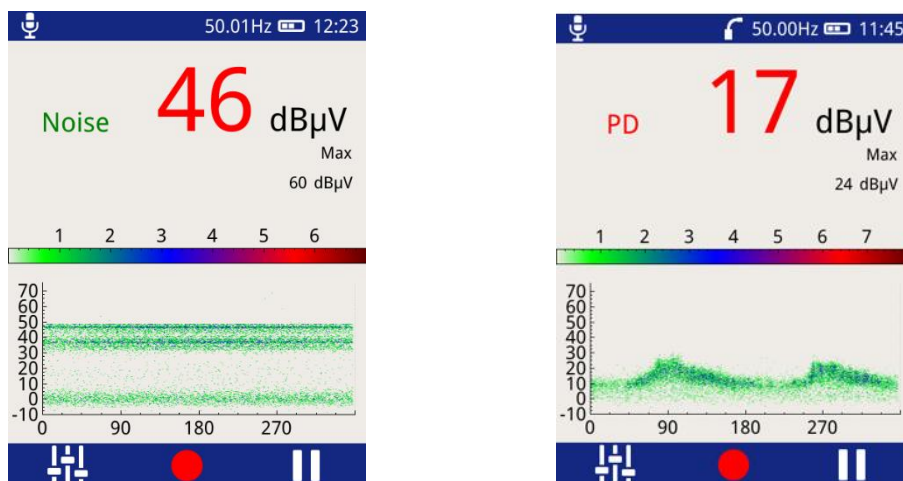 50.01Hz 12:23
Noise 46 dBµV
Max
60 dBµV
1 2 3 4 5 6
70
60
50
40
30
20
10
0
-10
0 90 180 270
50.00Hz 11:45
PD 17 dBµV
Max
24 dBµV
1 2 3 4 5 6 7
70
60
50
40
30
20
10
0
-10
0 90 180 270